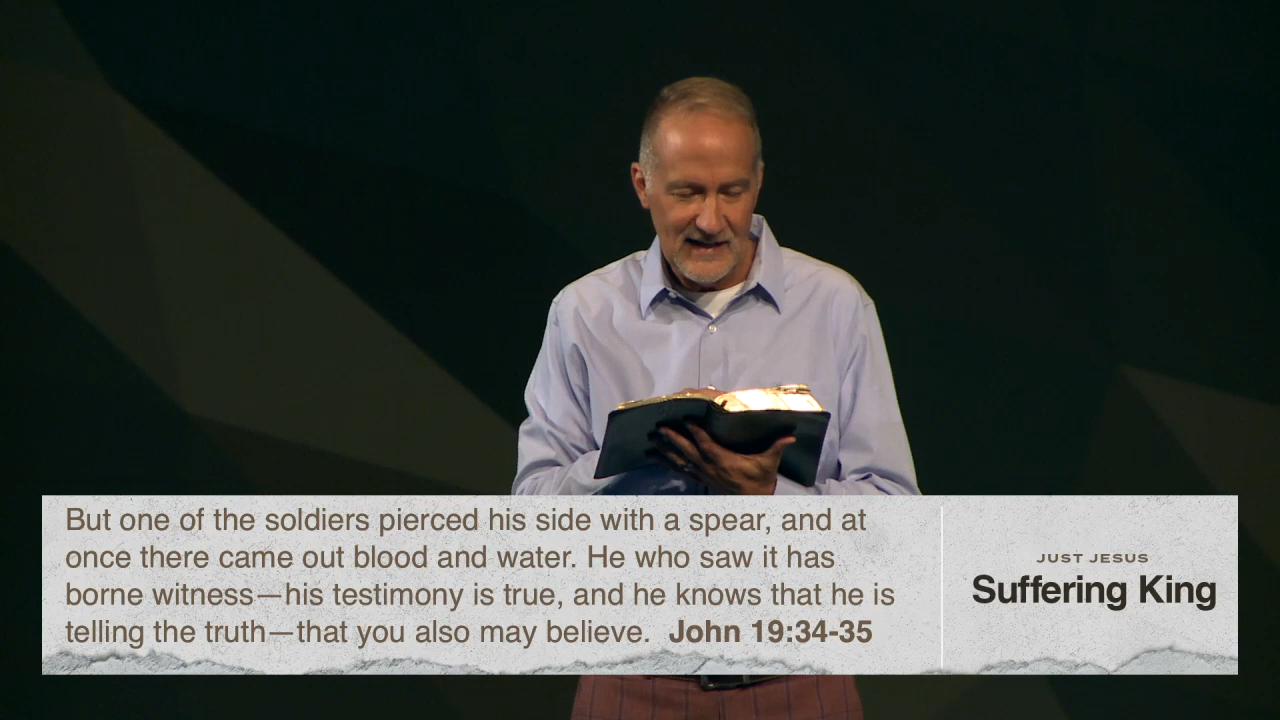 But one of the soldiers pierced his side with a spear, and at
once there came out blood and water. He who saw it has
borne witness—his testimony is true, and he knows that he is
telling the truth—that you also may believe. John 19:34-35
JUST JESUS
Suffering King